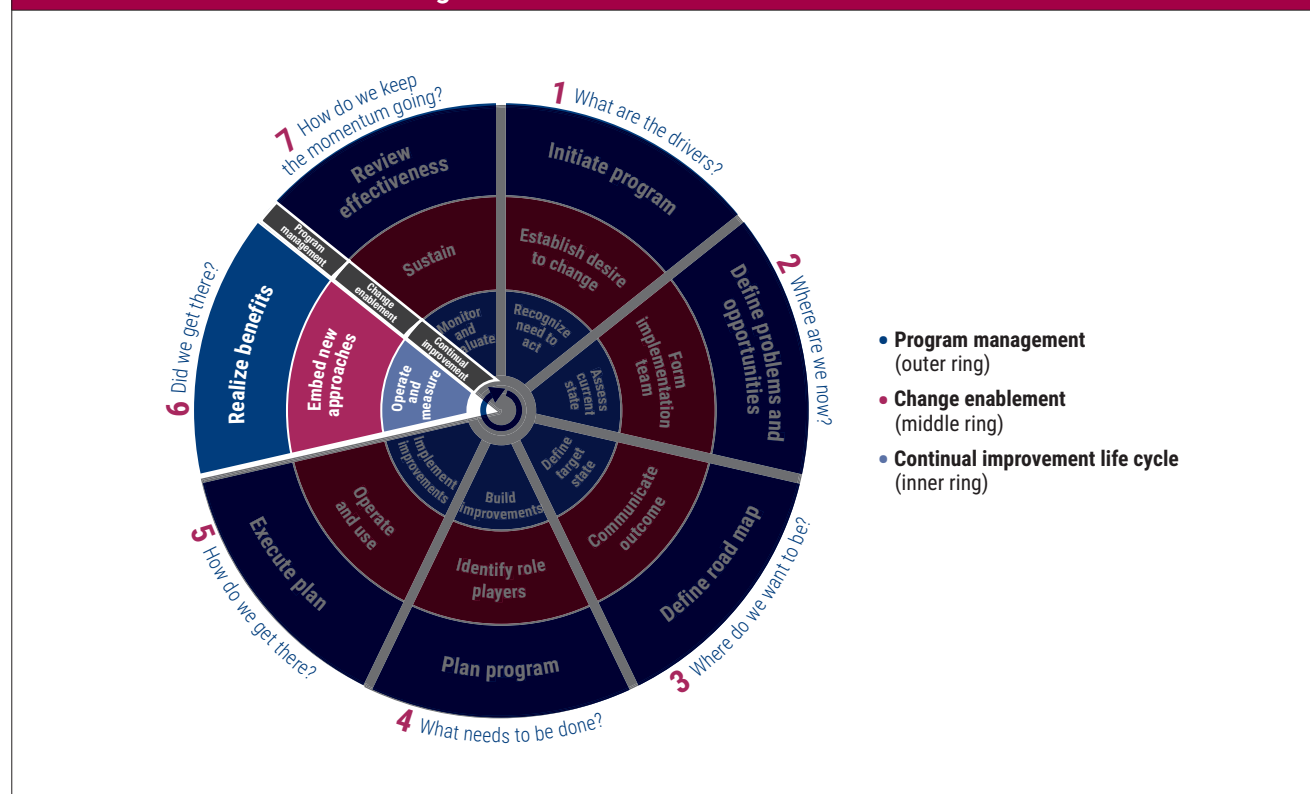 1 What are the drivers?
Initiate program
Establish desire
to change
Recognize
need to
act
2 Where are we now?
Define problems and
opportunities
Form
implementation
team
Assess
current
state
3 Where do we want to be?
Define road map
Communicate
outcome
Define
target
state
4 What needs to be done?
Plan program
Identify role
players
Build
improvements
5 How do we get there?
Execute plan
Operate
and use
Implement
improvements
6 Did we get there?
Realize benefits
Embed new
approaches
Operate
and
measure
7 How do we keep
the momentum going?
Review
effectiveness
Sustain
Monitor
and
Program
management
Change
enablement
Continual
improvement
• Program management
(outer ring)
• Change enablement
(middle ring)
• Continual improvement life cycle
(inner ring)